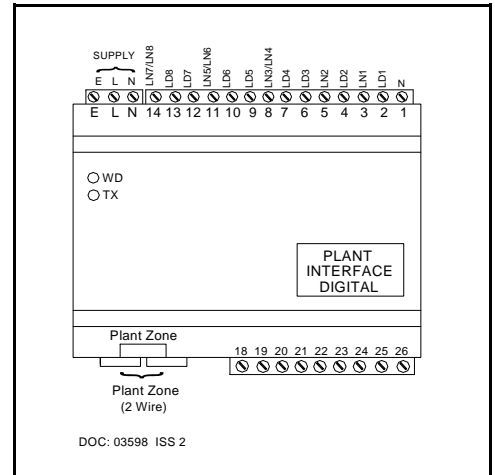 SUPPLY
E L N LN7/LN8 LD8 LD7 LN5/LN6 LD6 LD5 LN3/LN4 LD4 LD3 LN2 LD2 LN1 LD1 N
E L N 14 13 12 11 10 9 8 7 6 5 4 3 2 1
WD
TX
PLANT
INTERFACE
DIGITAL
Plant Zone
18 19 20 21 22 23 24 25 26
Plant Zone
(2 Wire)
DOC: 03598 ISS 2